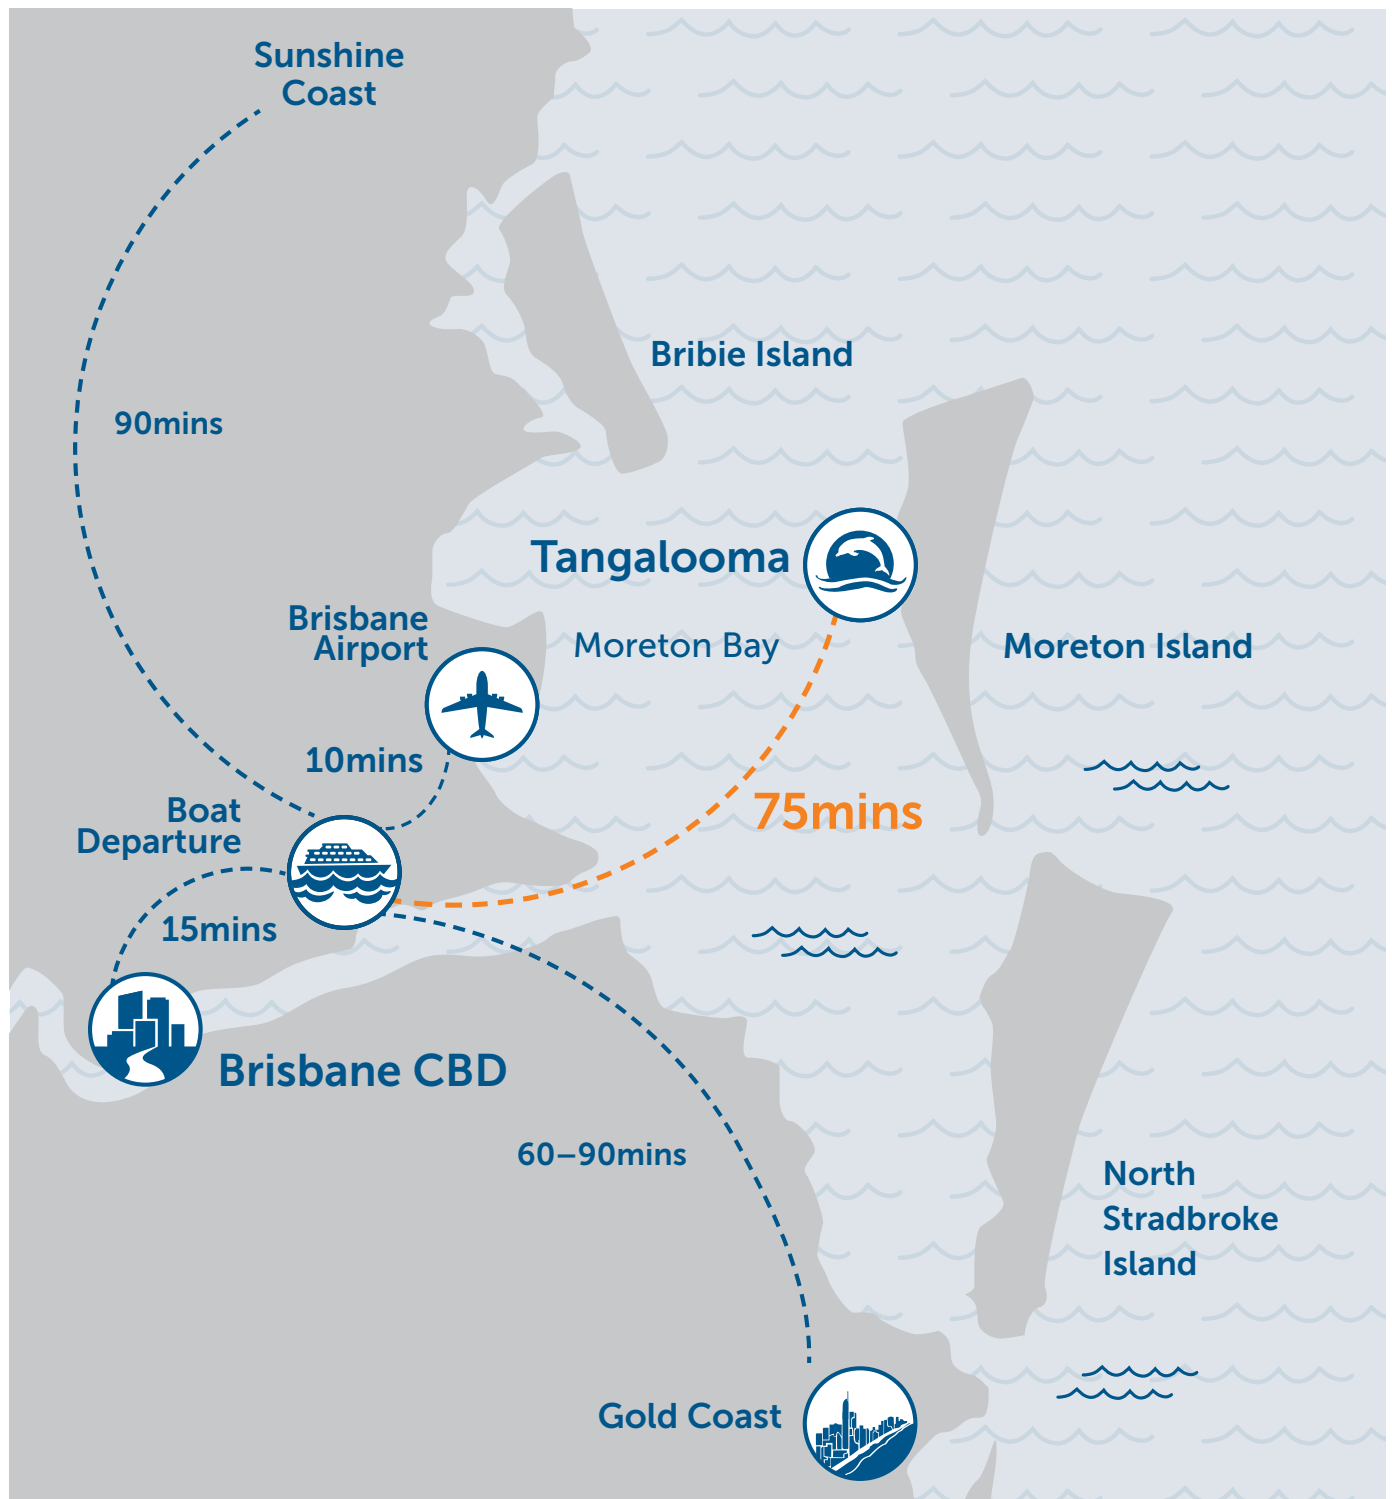 Sunshine
Coast
Bribie Island
90mins
Tangalooma
Brisbane
Airport
Moreton Bay
Moreton Island
10mins
75mins
Boat
Departure
15mins
Brisbane CBD
60–90mins
North
Stradbroke
Island
Gold Coast